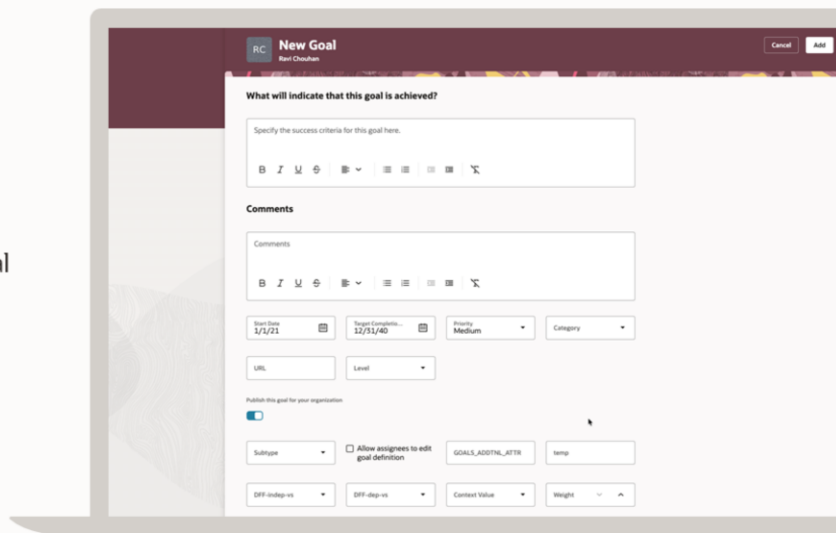 al
RC
New Goal
Ravi Chouhan
Cancel
Add
What will indicate that this goal is achieved?
Specify the success criteria for this goal here.
B I U S
Comments
Comments
B I U S
Start Date
1/1/21
Target Completio...
12/31/40
Priority
Medium
Category
URL
Level
Publish this goal for your organization
Subtype
Allow assignees to edit
goal definition
GOALS_ADDTNL_ATTR
temp
DFF-indep-vs
DFF-dep-vs
Context Value
Weight